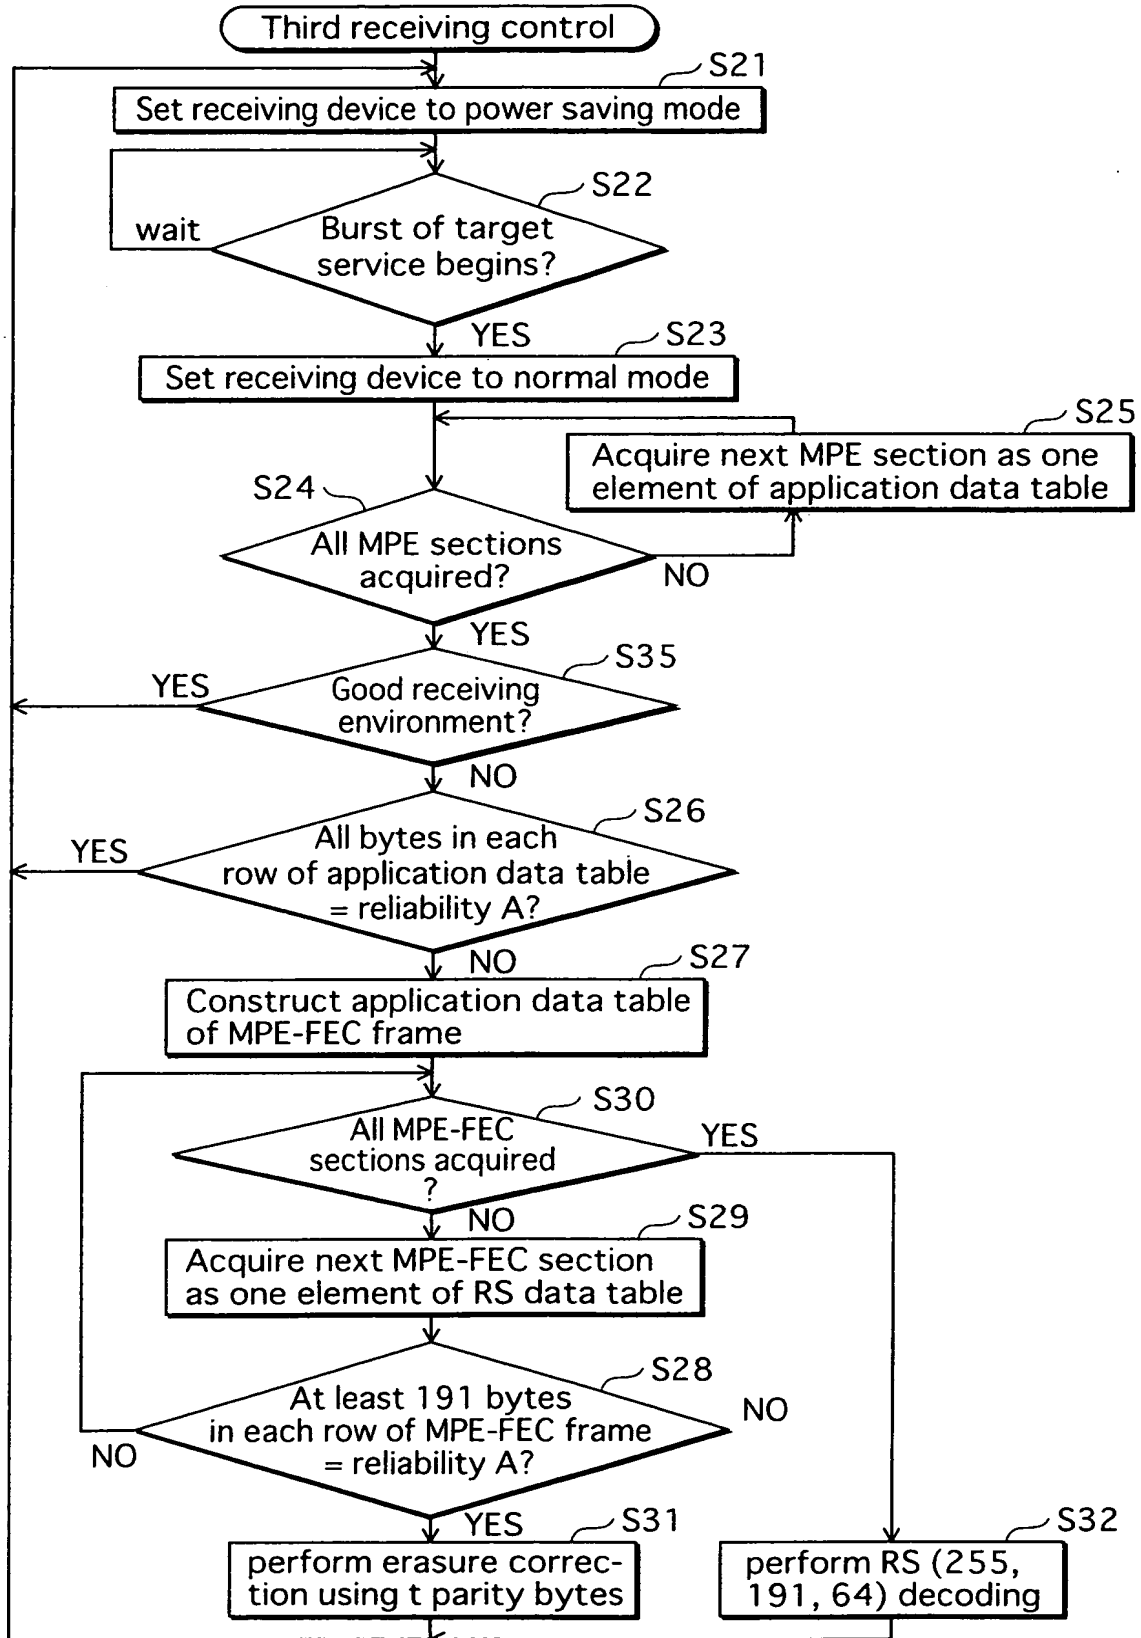 Third receiving control
S21
Set receiving device to power saving mode
S22
wait
Burst of target
service begins?
YES
S23
Set receiving device to normal mode
S25
Acquire next MPE section as one
element of application data table
S24
All MPE sections
acquired?
NO
YES
S35
YES
Good receiving
environment?
NO
S26
YES
All bytes in each
row of application data table
= reliability A?
NO
S27
Construct application data table
of MPE-FEC frame
S30
All MPE-FEC
sections acquired
?
YES
NO
S29
Acquire next MPE-FEC section
as one element of RS data table
S28
At least 191 bytes
in each row of MPE-FEC frame
= reliability A?
NO
NO
YES
S31
perform erasure correc-
tion using t parity bytes
S32
perform RS (255,
191, 64) decoding